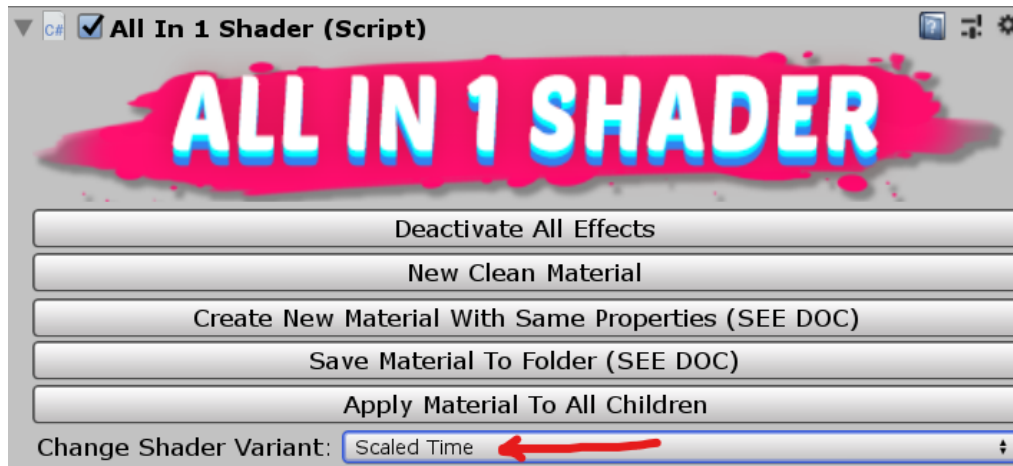 C#
All In 1 Shader (Script)
ALL IN 1 SHADER
Deactivate All Effects
New Clean Material
Create New Material With Same Properties (SEE DOC)
Save Material To Folder (SEE DOC)
Apply Material To All Children
Change Shader Variant: Scaled Time